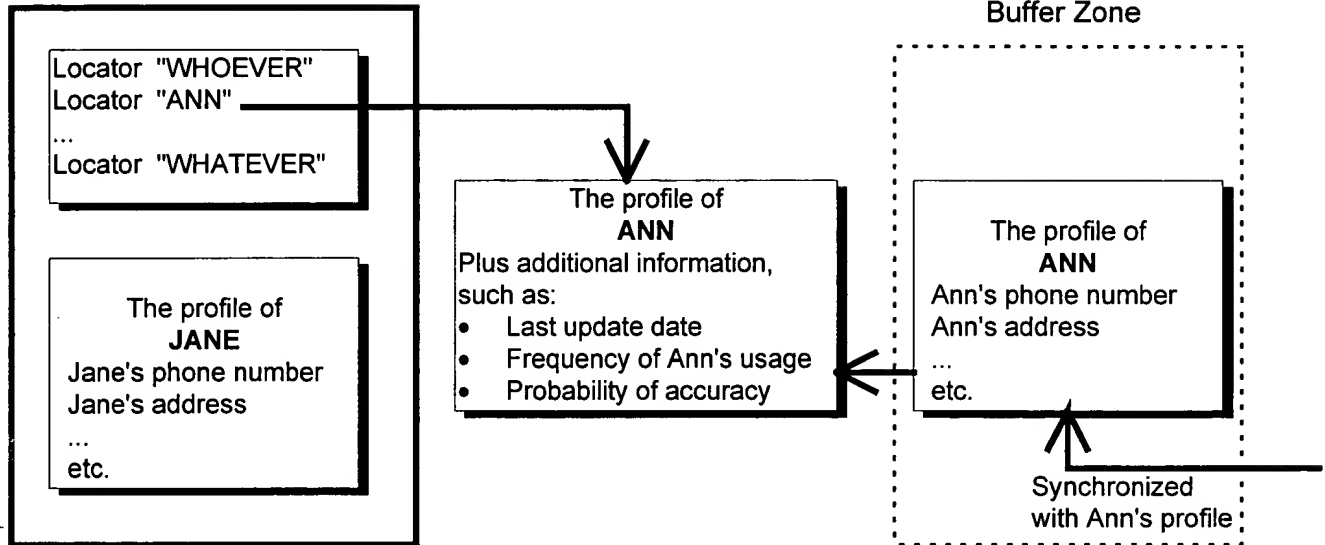 Buffer Zone
Locator "WHOEVER"
Locator "ANN"
...
Locator "WHATEVER"
The profile of
JANE
Jane's phone number
Jane's address
...
etc.
The profile of
ANN
Plus additional information,
such as:
• Last update date
• Frequency of Ann's usage
• Probability of accuracy
The profile of
ANN
Ann's phone number
Ann's address
...
etc.
Synchronized
with Ann's profile